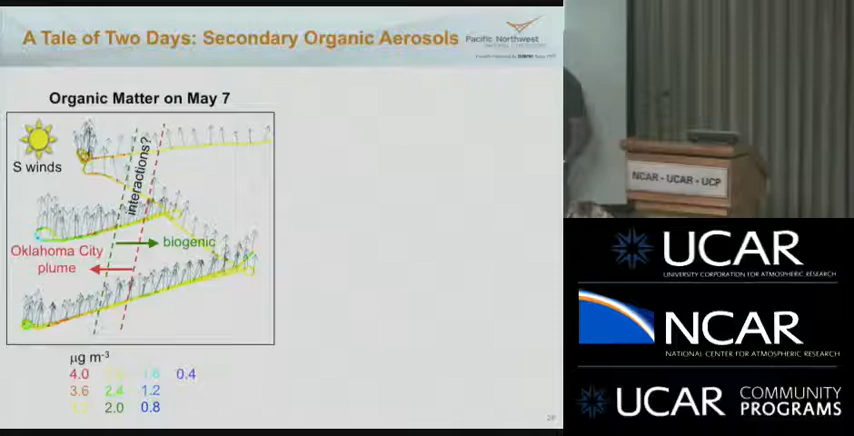 A Tale of Two Days: Secondary Organic Aerosols
Pacific Northwest
Organic Matter on May 7
S winds
interactions?
biogenic
Oklahoma City
plume
µg m-3
4.0 1.6 0.4
3.6 2.4 1.2
2.0 0.8
NCAR - UCAR - UCP
UCAR
UNIVERSITY CORPORATION FOR ATMOSPHERIC RESEARCH
NCAR
NATIONAL CENTER FOR ATMOSPHERIC RESEARCH
UCAR COMMUNITY
PROGRAMS